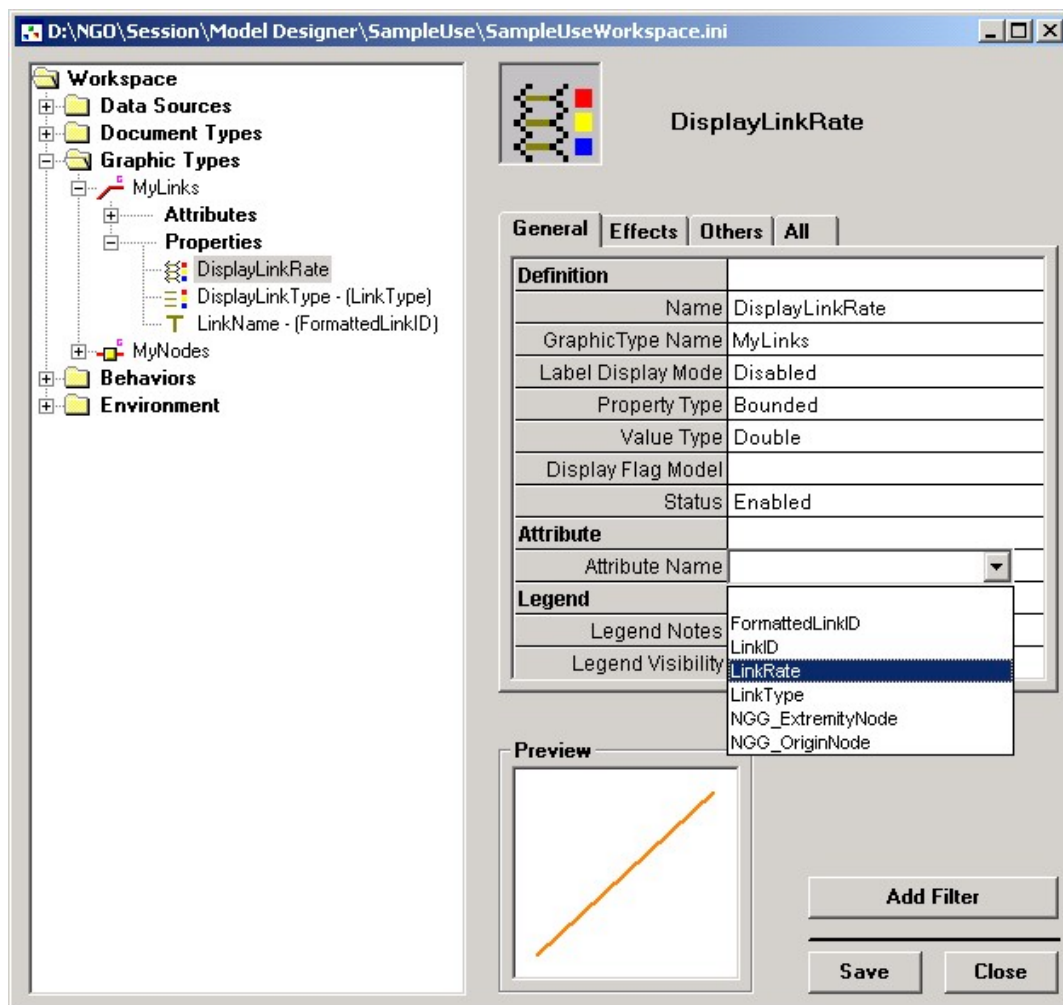 D:\NGO\Session\Model Designer\SampleUse\SampleUseWorkspace.ini
Workspace
Data Sources
Document Types
Graphic Types
MyLinks
Attributes
Properties
DisplayLinkRate
DisplayLinkType - (LinkType)
LinkName - (FormattedLinkID)
MyNodes
Behaviors
Environment
DisplayLinkRate
General Effects Others All
Definition
Name DisplayLinkRate
GraphicType Name MyLinks
Label Display Mode Disabled
Property Type Bounded
Value Type Double
Display Flag Model
Status Enabled
Attribute
Attribute Name
Legend
Legend Notes
Legend Visibility
FormattedLinkID
LinkID
LinkRate
LinkType
NGG_ExtremityNode
NGG_OriginNode
Preview
Add Filter
Save Close